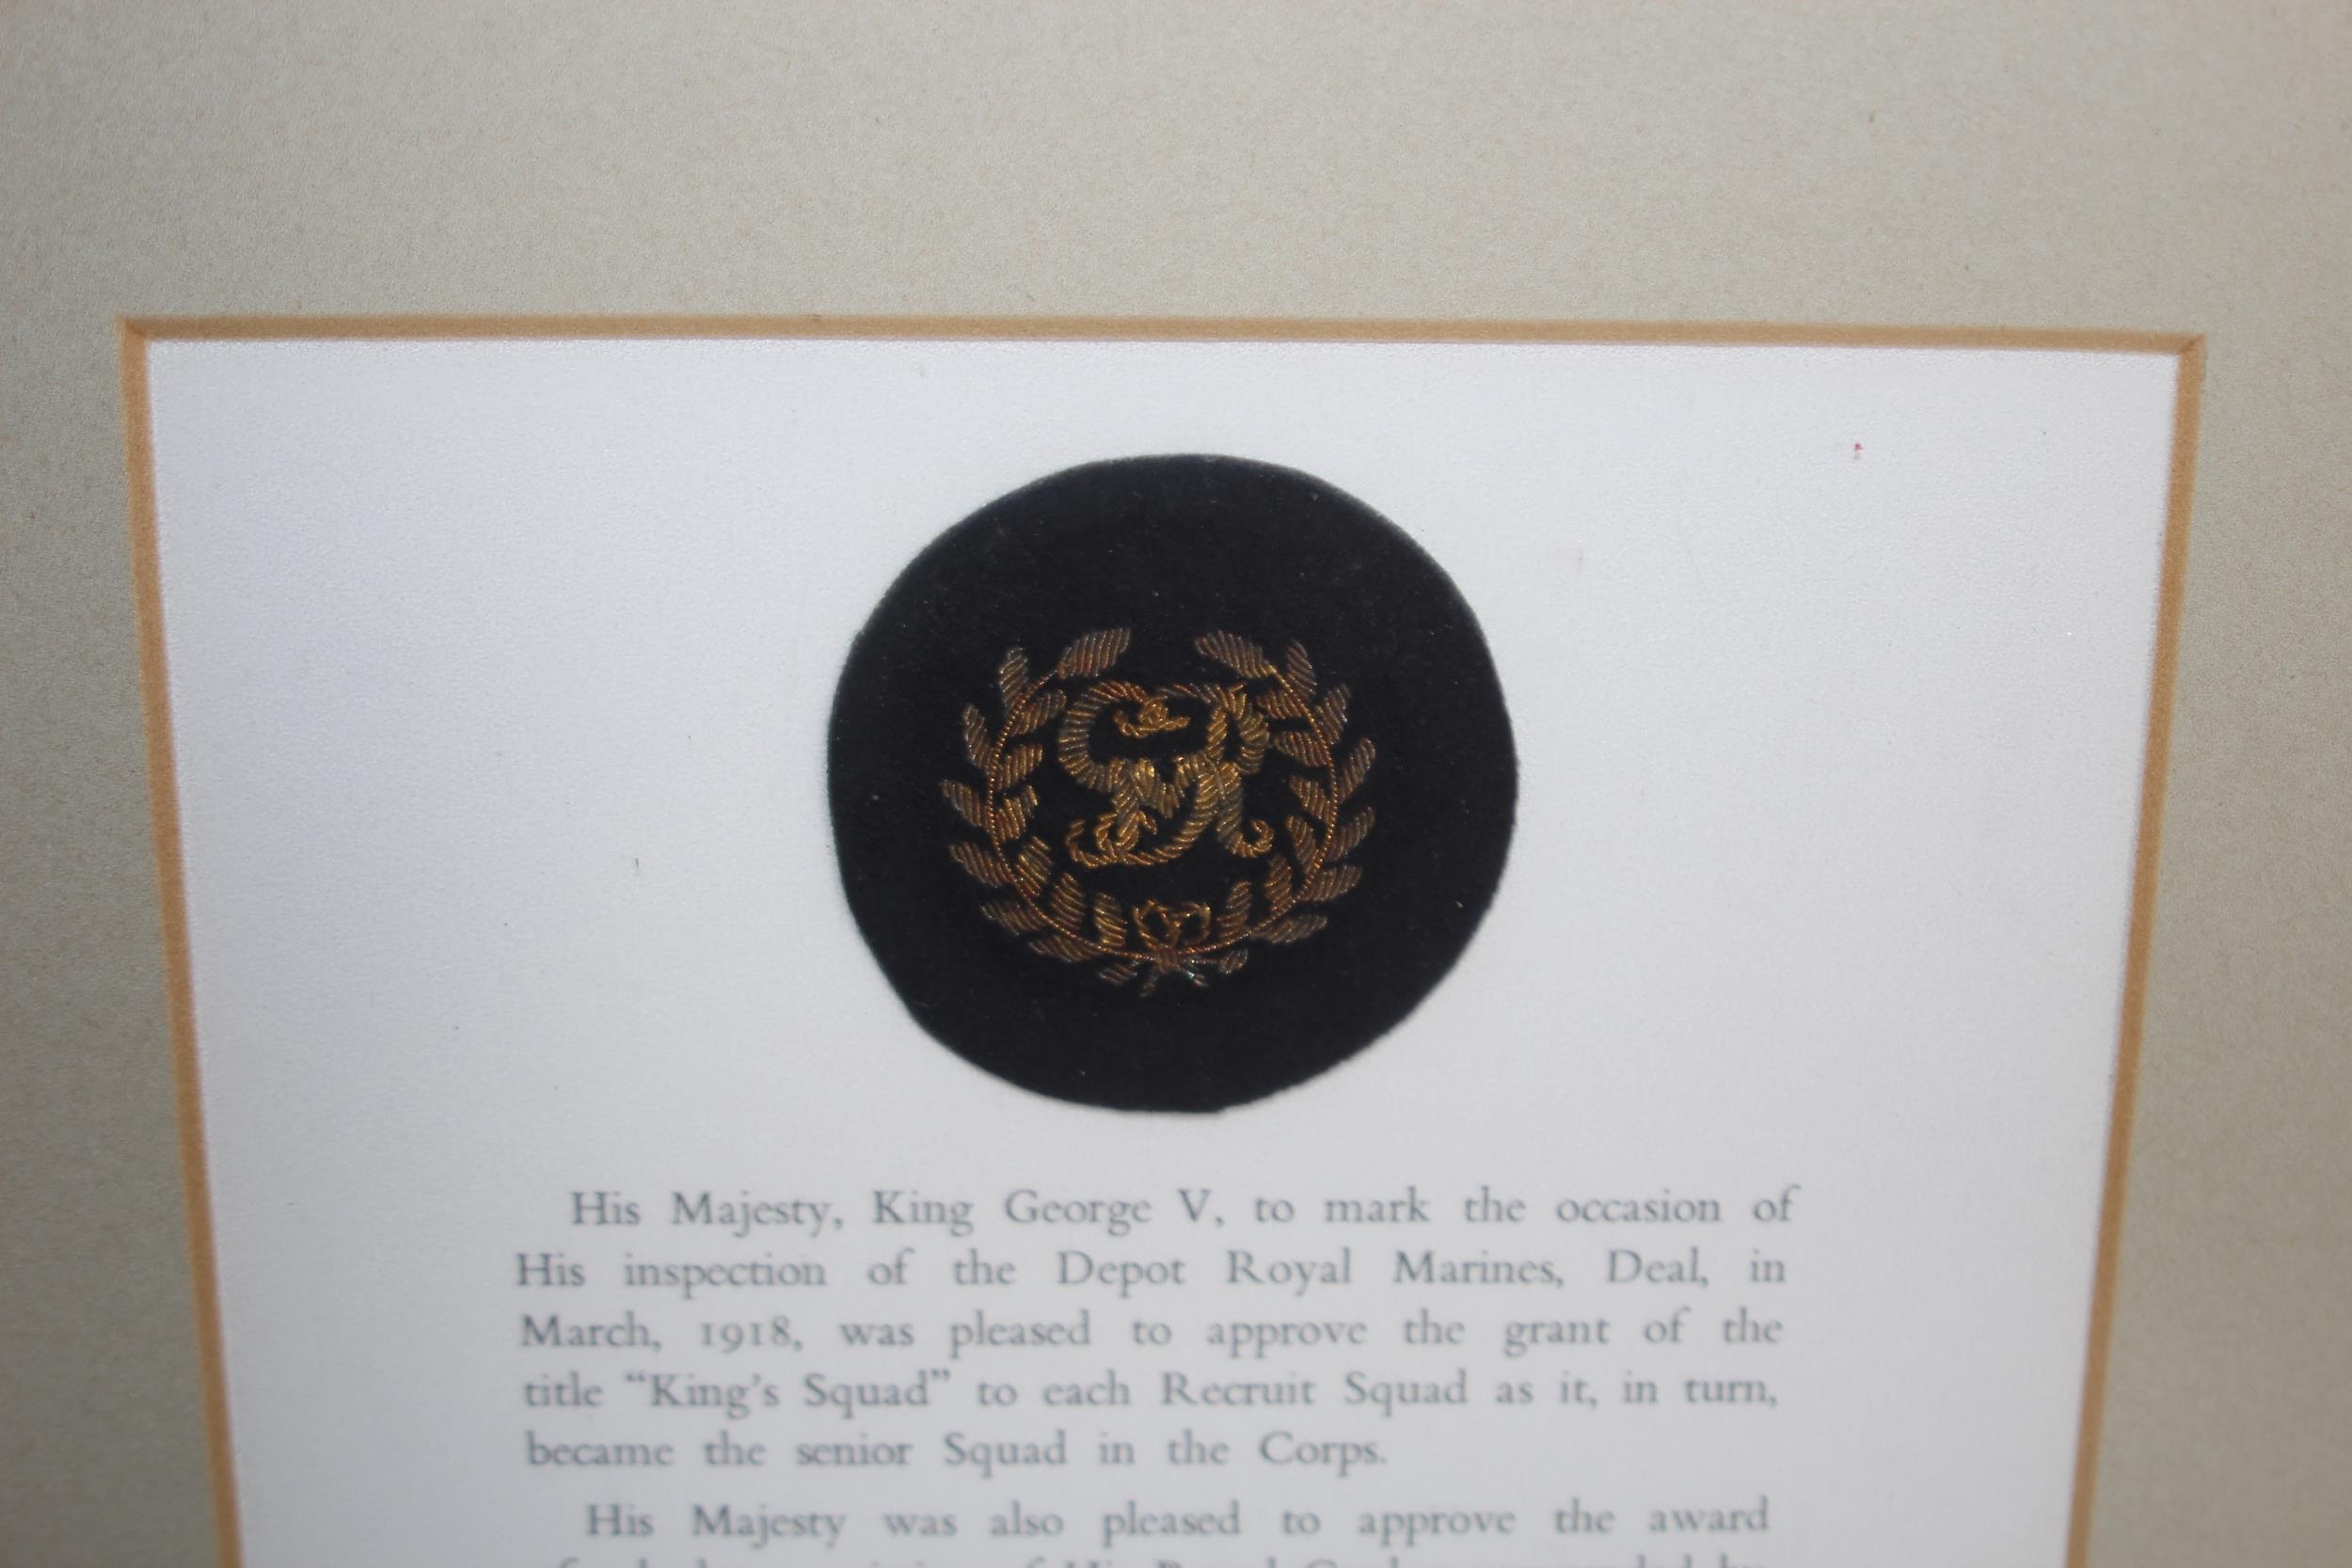 His Majesty, King George V, to mark the occasion of
His inspection of the Depot Royal Marines, Deal, in
March, 1918, was pleased to approve the grant of the
title “King’s Squad” to each Recruit Squad as it, in turn,
became the senior Squad in the Corps.
His Majesty was also pleased to approve the award